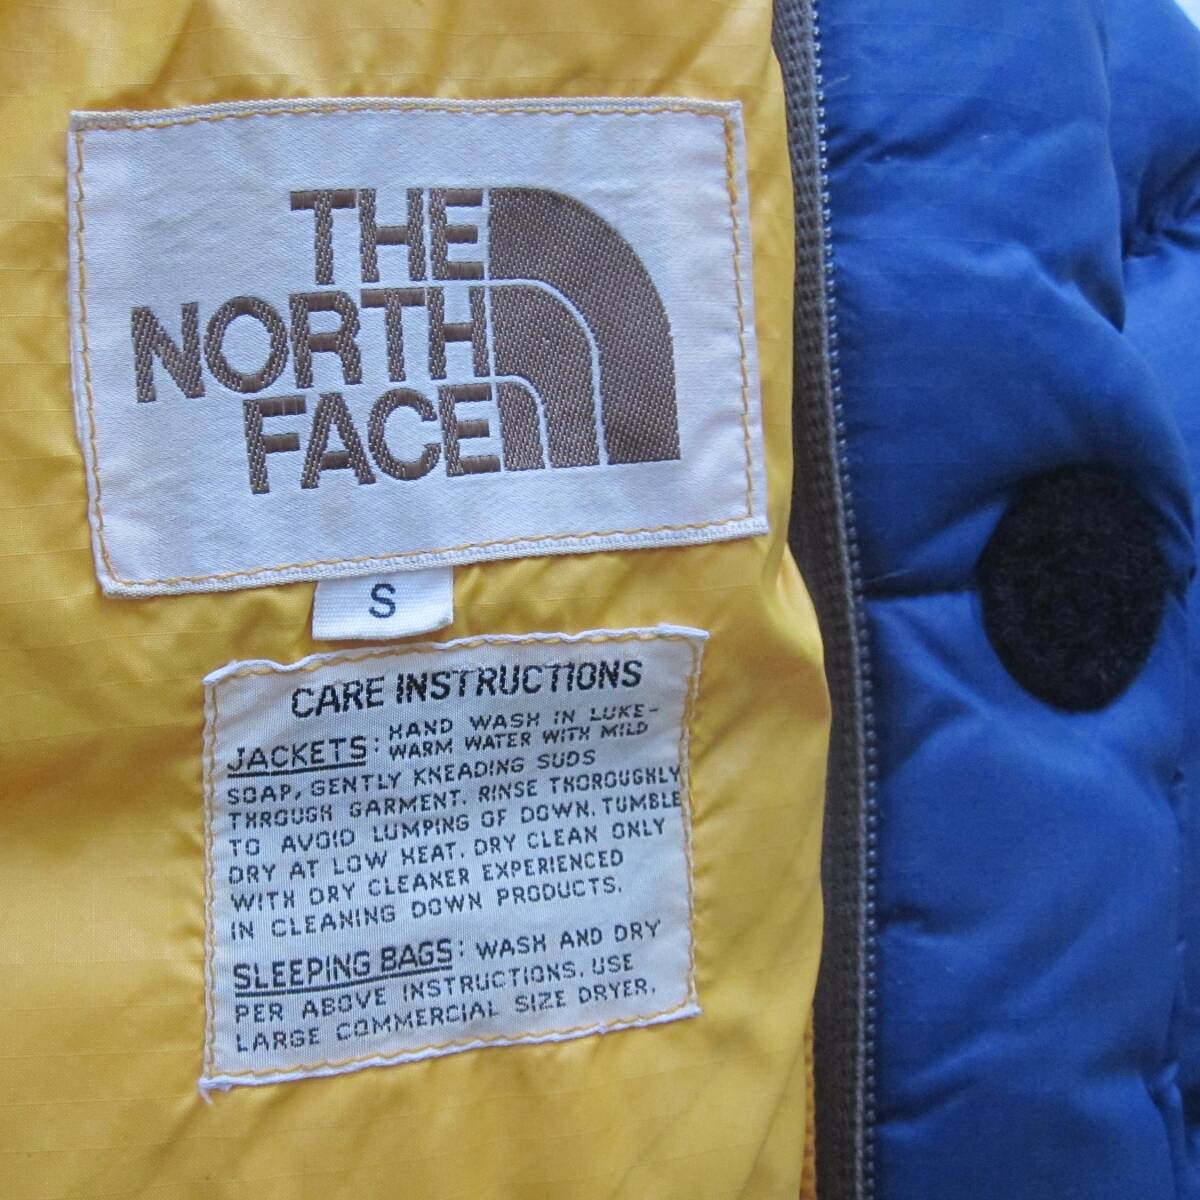 THE
NORTH
FACE
S
CARE INSTRUCTIONS
JACKETS: HAND WASH IN LUKE-
WARM WATER WITH MILD
SOAP, GENTLY KNEADING SUDS
THROUGH GARMENT. RINSE THOROUGHLY
TO AVOID LUMPING OF DOWN. TUMBLE
DRY AT LOW HEAT. DRY CLEAN ONLY
WITH DRY CLEANER EXPERIENCED
IN CLEANING DOWN PRODUCTS.
SLEEPING BAGS: WASH AND DRY
PER ABOVE INSTRUCTIONS. USE
LARGE COMMERCIAL SIZE DRYER.